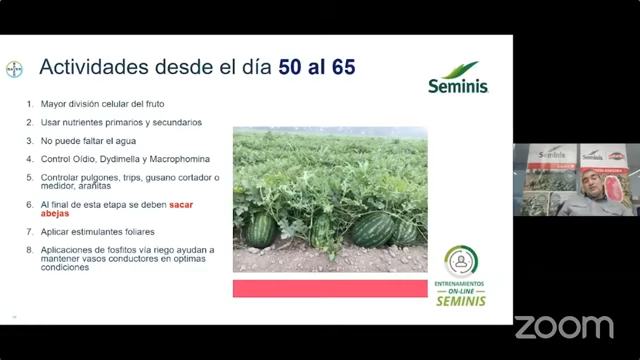 Actividades desde el día 50 al 65
Seminis
1. Mayor división celular del fruto
2. Usar nutrientes primarios y secundarios
3. No puede faltar el agua
4. Control Oídio, Dydimella y Macrophomina
5. Controlar pulgones, trips, gusano cortador o
medidor, arañitas
6. Al final de esta etapa se deben sacar
abejas
7. Aplicar estimulantes foliares
8. Aplicaciones de fosfitos vía riego ayudan a
mantener vasos conductores en optimas
condiciones
ENTRENAMIENTOS
ON-LINE
SEMINIS
Seminis
zoom